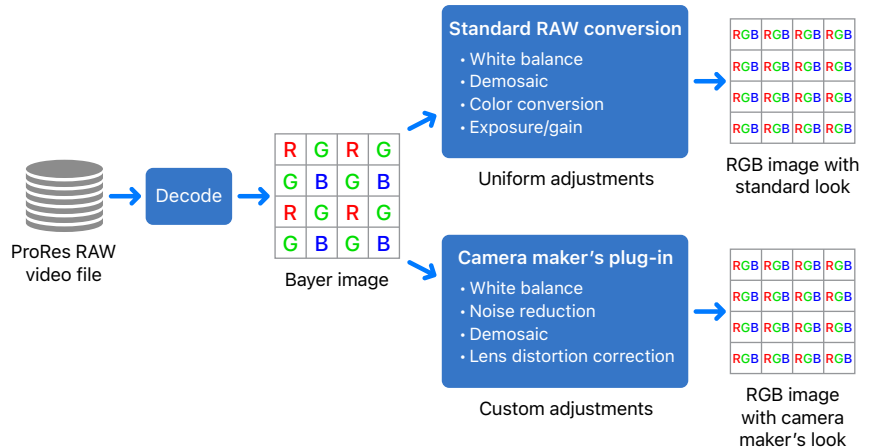 ProRes RAW
video file
Decode
R G R G
G B G B
R G R G
G B G B
Bayer image
Standard RAW conversion
• White balance
• Demosaic
• Color conversion
• Exposure/gain
Uniform adjustments
RGB RGB RGB RGB
RGB RGB RGB RGB
RGB RGB RGB RGB
RGB RGB RGB RGB
RGB image with
standard look
Camera maker’s plug-in
• White balance
• Noise reduction
• Demosaic
• Lens distortion correction
Custom adjustments
RGB RGB RGB RGB
RGB RGB RGB RGB
RGB RGB RGB RGB
RGB RGB RGB RGB
RGB image
with camera
maker’s look